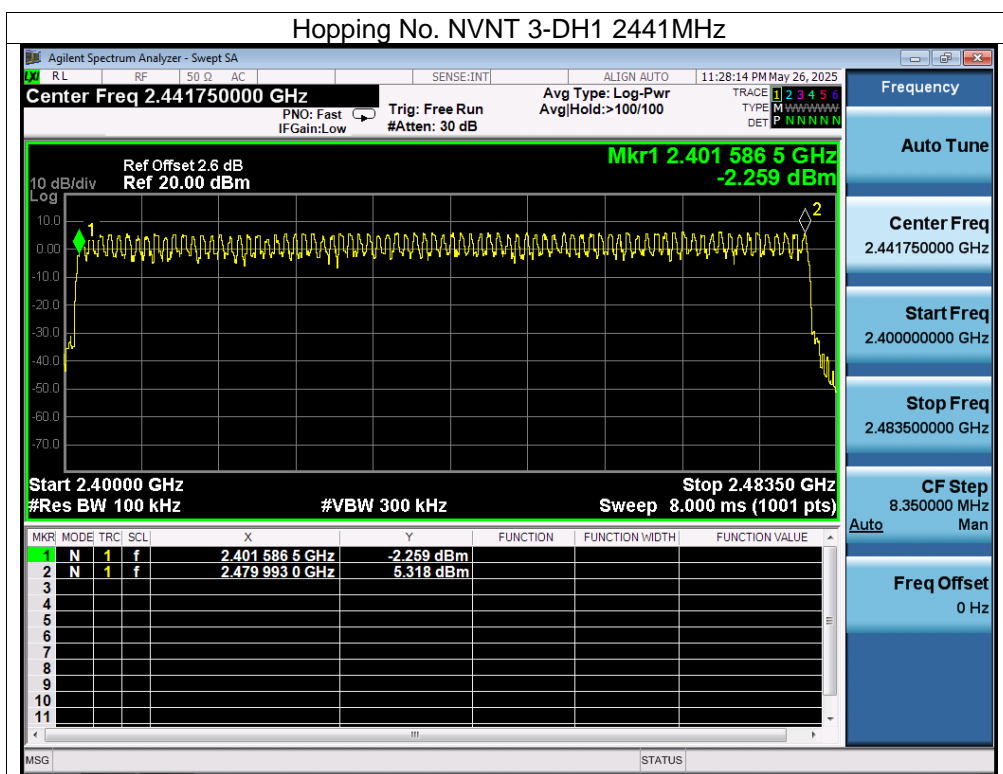 Hopping No. NVNT 3-DH1 2441MHz
Agilent Spectrum Analyzer - Swept SA
LXI RL RF 50 Ω AC SENSE:INT ALIGN AUTO 11:28:14 PM May 26, 2025
Center Freq 2.441750000 GHz
PNO: Fast
IFGain:Low
Trig: Free Run
#Atten: 30 dB
Avg Type: Log-Pwr
Avg|Hold:>100/100
TRACE 1 2 3 4 5 6
TYPE M WWWWW
DET P N N N N N
Ref Offset 2.6 dB
10 dB/div Ref 20.00 dBm
Log
Mkr1 2.401 586 5 GHz
-2.259 dBm
10.0
0.00
-10.0
-20.0
-30.0
-40.0
-50.0
-60.0
-70.0
1
2
Start 2.40000 GHz Stop 2.48350 GHz
#Res BW 100 kHz #VBW 300 kHz Sweep 8.000 ms (1001 pts)
MKR MODE TRC SCL X Y FUNCTION FUNCTION WIDTH FUNCTION VALUE
1 N 1 f 2.401 586 5 GHz -2.259 dBm
2 N 1 f 2.479 993 0 GHz 5.318 dBm
3
4
5
6
7
8
9
10
11
MSG STATUS
Frequency
Auto Tune
Center Freq
2.441750000 GHz
Start Freq
2.400000000 GHz
Stop Freq
2.483500000 GHz
CF Step
8.350000 MHz
Auto Man
Freq Offset
0 Hz